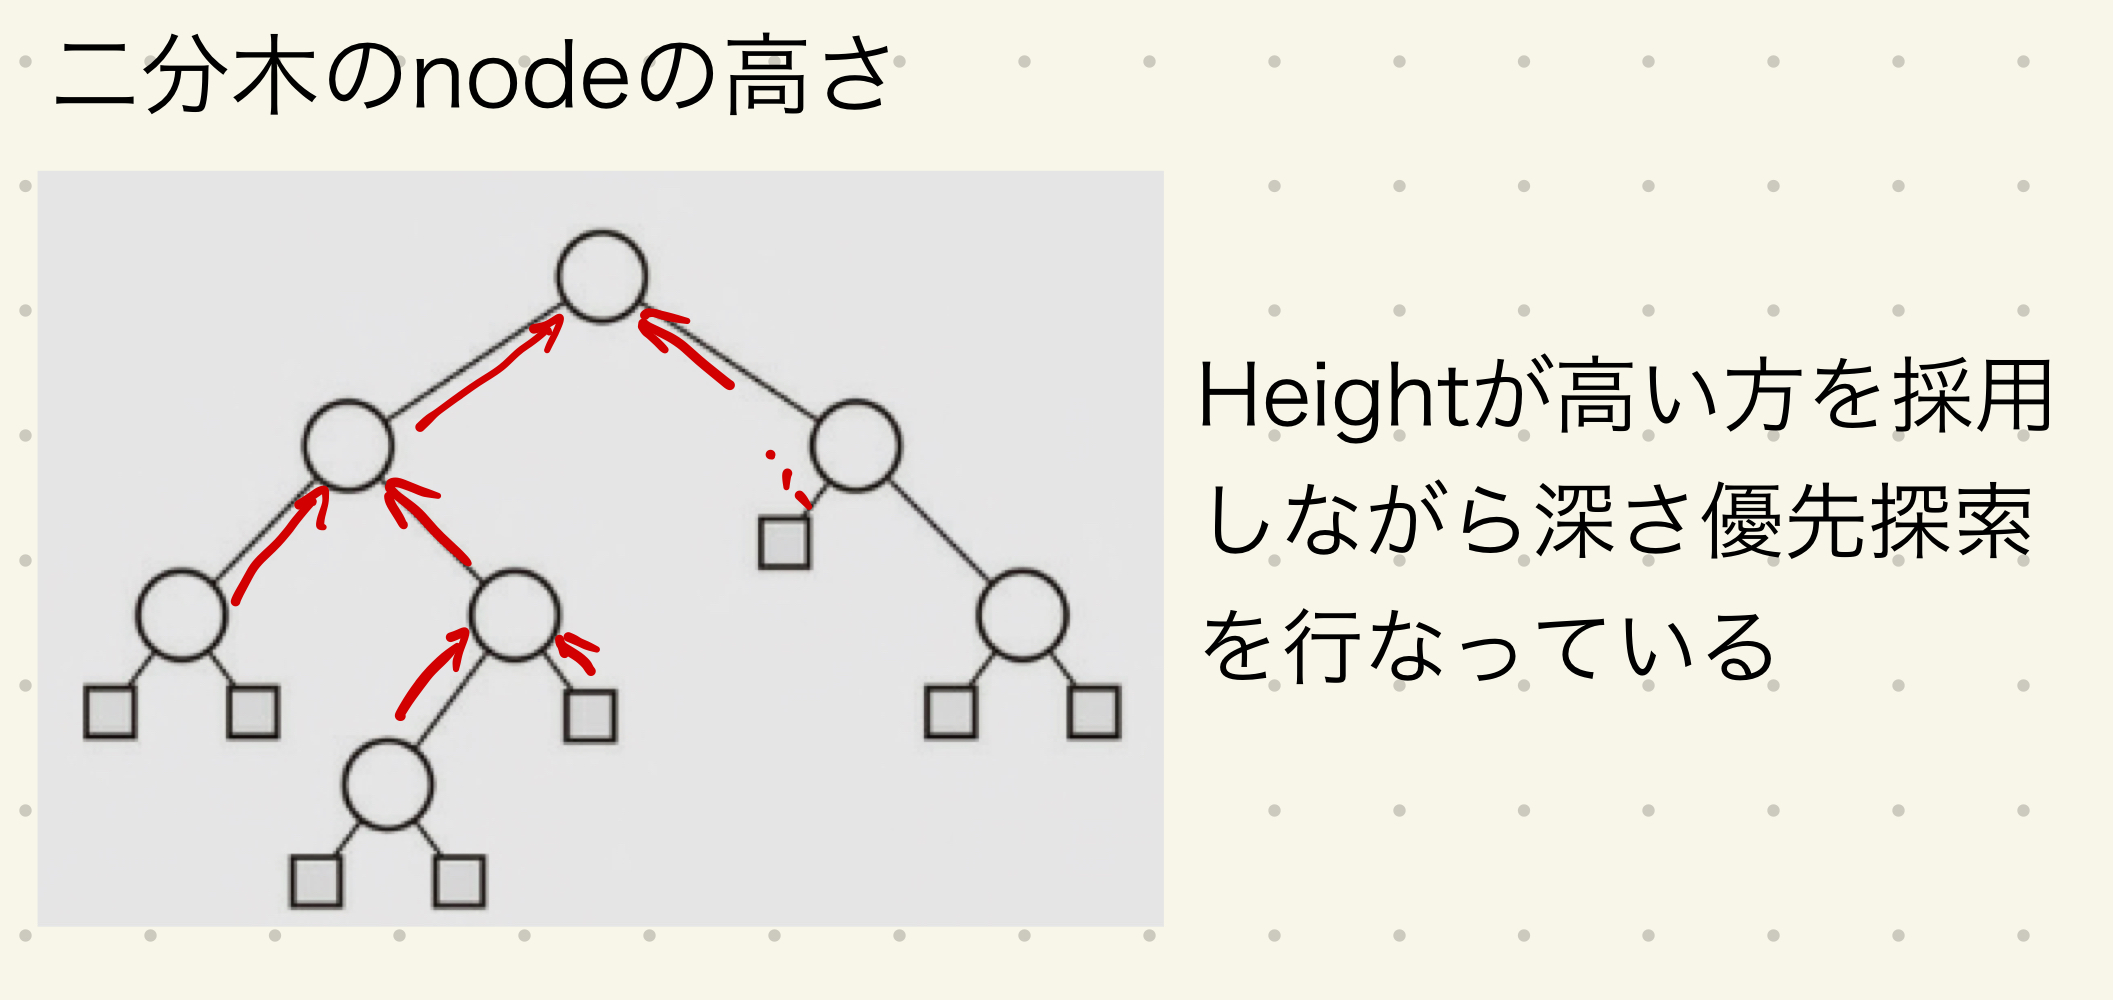 二分木のnodeの高さ
Heightが高い方を採用
しながら深さ優先探索
を行なっている